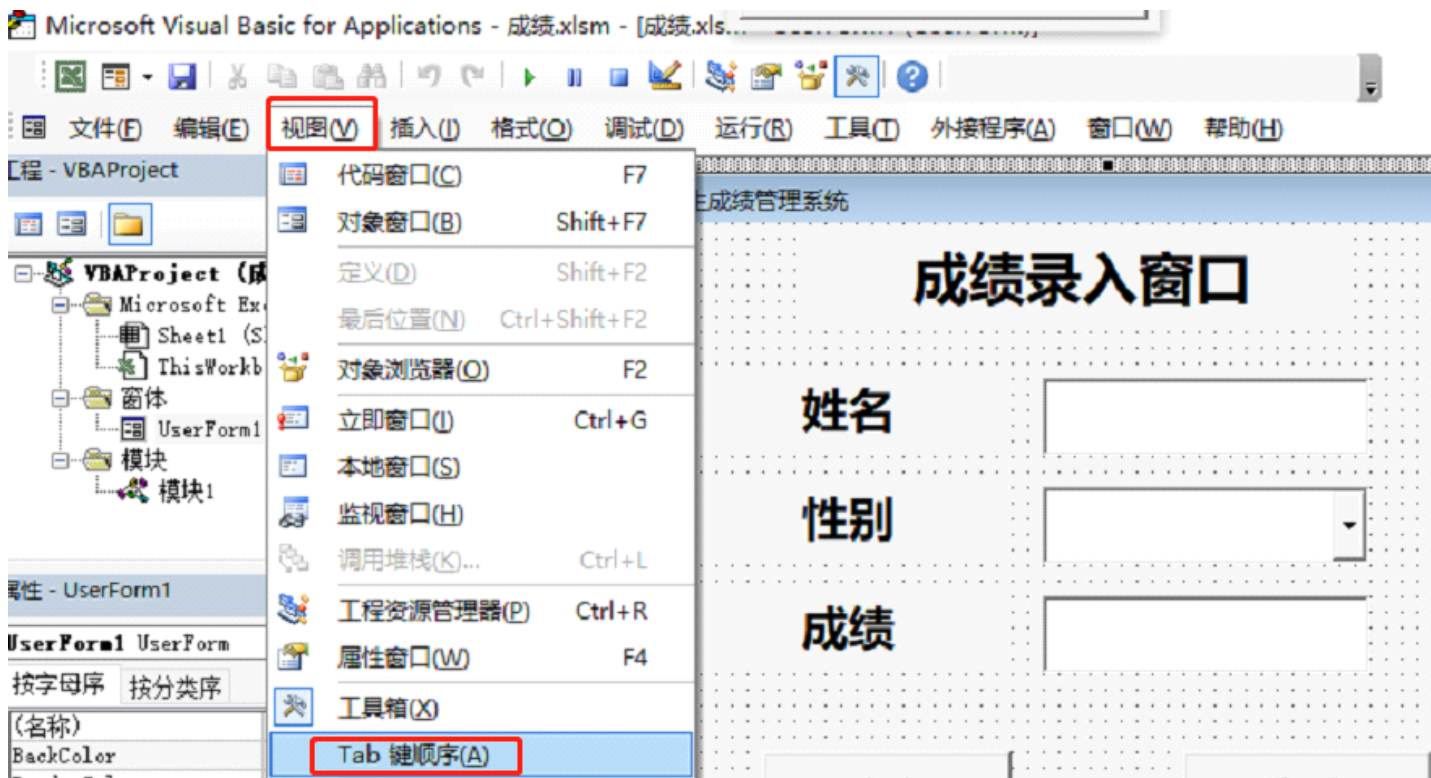 Microsoft Visual Basic for Applications - 成绩.xlsm - [成绩.xls...
文件(F) 编辑(E) 视图(V) 插入(I) 格式(O) 调试(D) 运行(R) 工具(T) 外接程序(A) 窗口(W) 帮助(H)
工程 - VBAProject
VBAProject (成
Microsoft Ex
Sheet1 (S
ThisWorkb
窗体
UserForm1
模块
模块1
属性 - UserForm1
UserForm1 UserForm
按字母序 按分类序
(名称)
BackColor
代码窗口(C) F7
对象窗口(B) Shift+F7
定义(D) Shift+F2
最后位置(N) Ctrl+Shift+F2
对象浏览器(O) F2
立即窗口(I) Ctrl+G
本地窗口(S)
监视窗口(H)
调用堆栈(K)... Ctrl+L
工程资源管理器(P) Ctrl+R
属性窗口(W) F4
工具箱(X)
Tab 键顺序(A)
生成绩管理系统
成绩录入窗口
姓名
性别
成绩